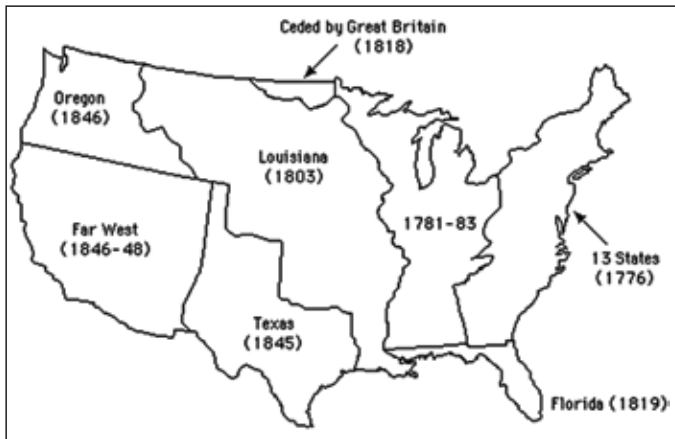 Ceded by Great Britain
(1818)
Oregon
(1846)
Louisiana
(1803)
Far West
(1846-48)
1781-83
13 States
(1776)
Texas
(1845)
Florida (1819)